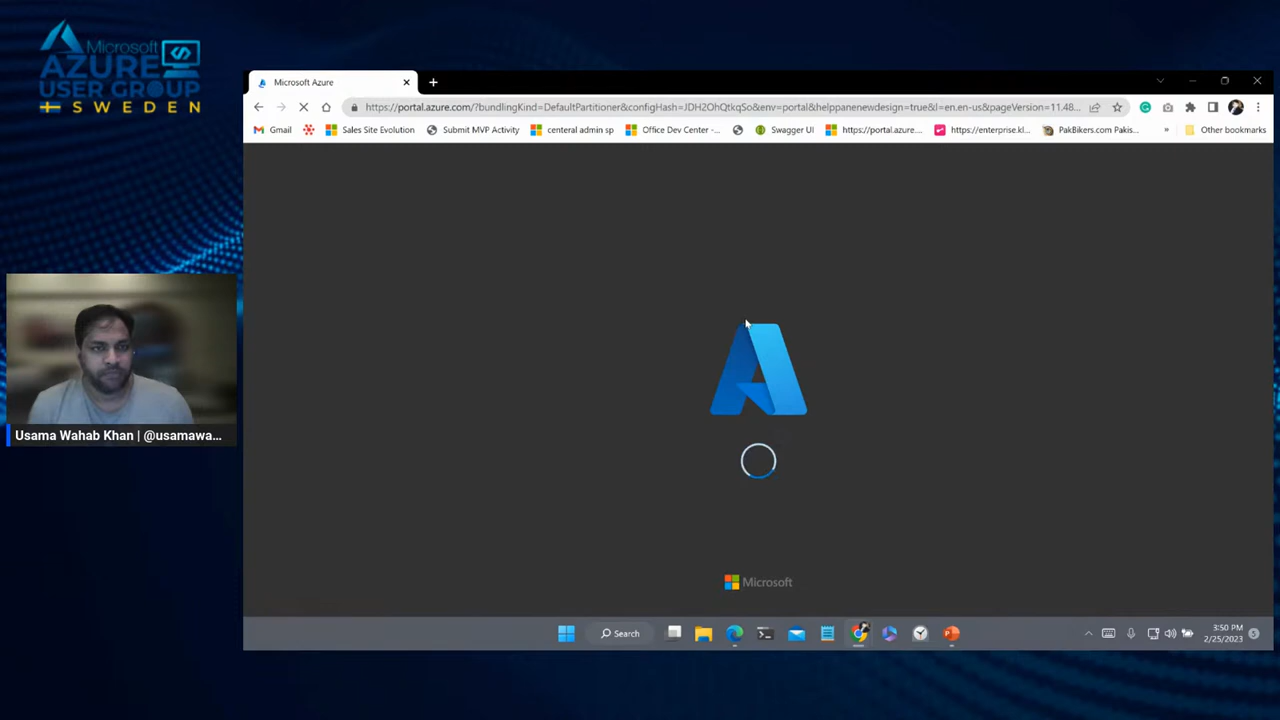 Microsoft
AZURE
USER GROUP
SWEDEN
Microsoft Azure
https://portal.azure.com/?bundlingKind=DefaultPartitioner&configHash=JDH2OhQtkqSo&env=portal&helppanenewdesign=true&l=en.en-us&pageVersion=11.48...
Gmail
Sales Site Evolution
Submit MVP Activity
centeral admin sp
Office Dev Center -...
Swagger UI
https://portal.azure....
https://enterprise.kl...
PakBikers.com Pakis...
»
Other bookmarks
Usama Wahab Khan | @usamawa...
Microsoft
Search
3:50 PM
2/25/2023
5